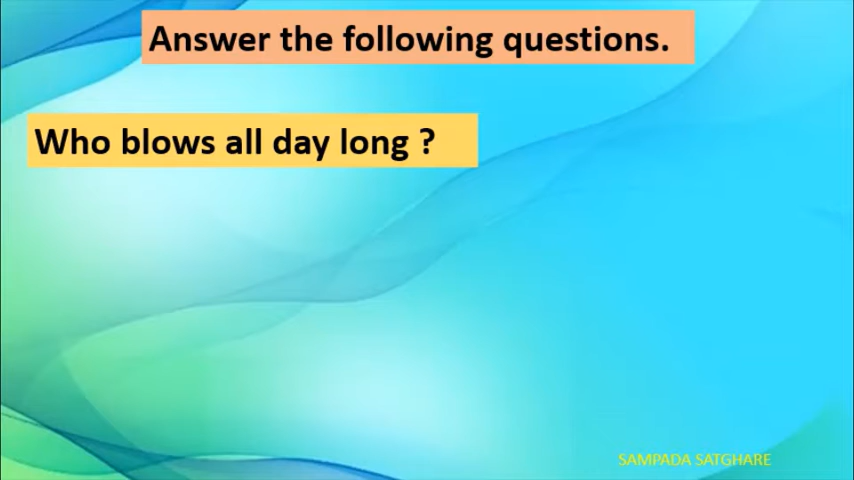 Answer the following questions.
Who blows all day long ?
SAMPADA SATGHARE